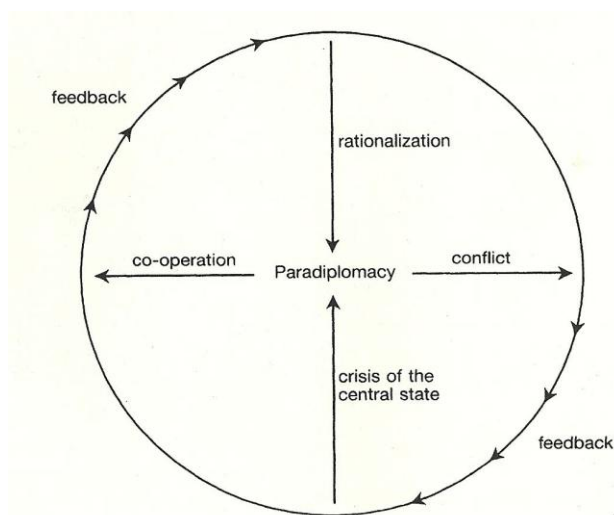 feedback
rationalization
co-operation
Paradiplomacy
conflict
crisis of the
central state
feedback